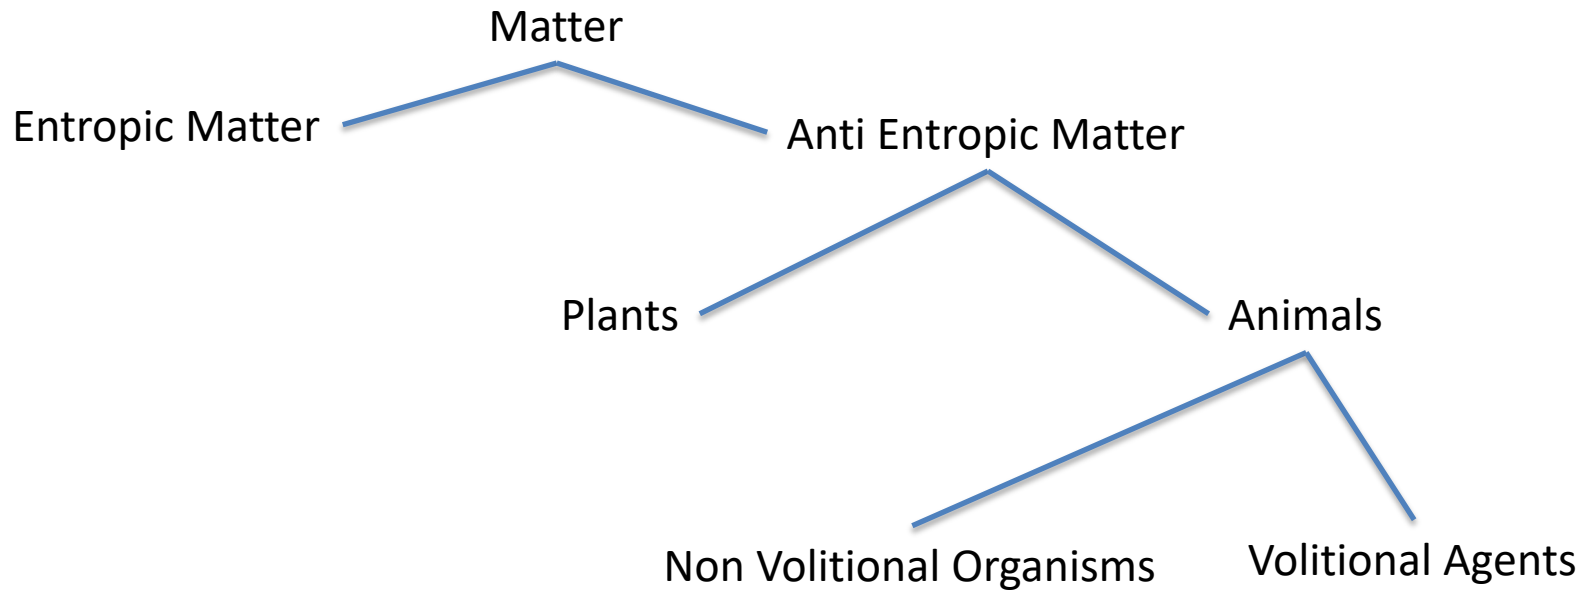 Matter
Entropic Matter
Anti Entropic Matter
Plants
Animals
Non Volitional Organisms
Volitional Agents